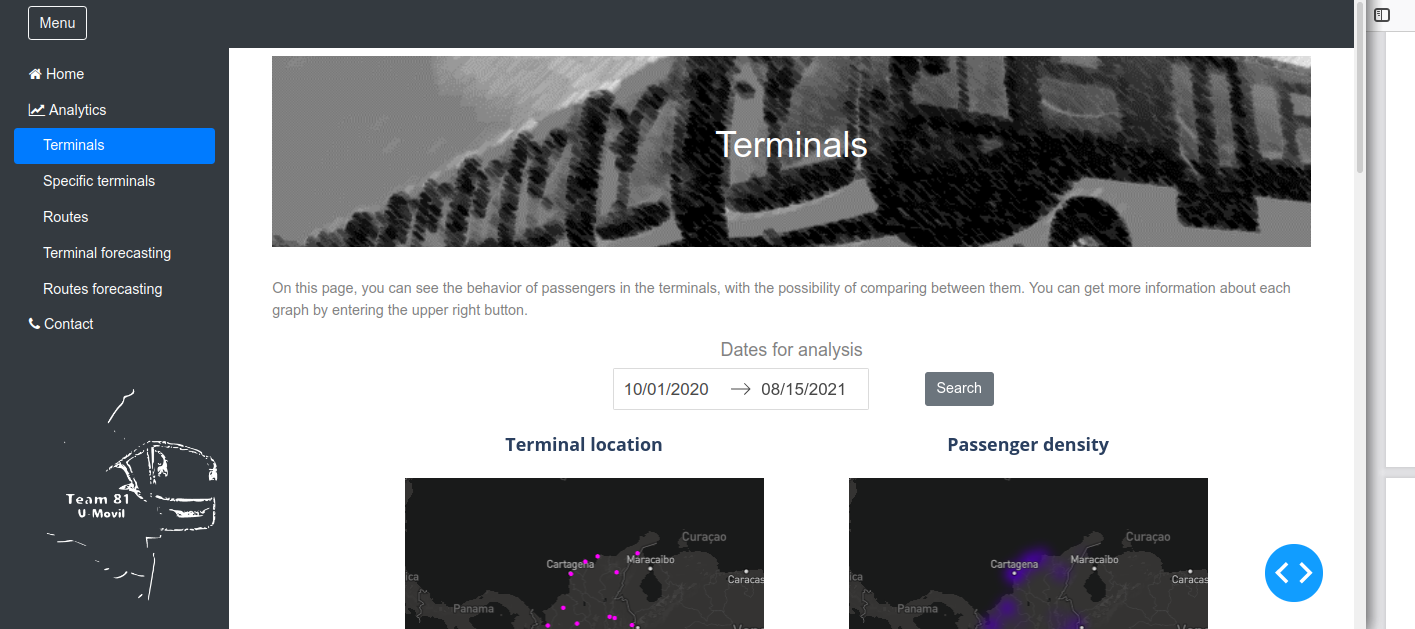 Menu
Home
Analytics
Terminals
Specific terminals
Routes
Terminal forecasting
Routes forecasting
Contact
Team 81
U-Movil
Terminals
On this page, you can see the behavior of passengers in the terminals, with the possibility of comparing between them. You can get more information about each
graph by entering the upper right button.
Dates for analysis
10/01/2020 → 08/15/2021
Search
Terminal location
Curaçao
Cartagena
Maracaibo
ica
Caracas
Panama
Passenger density
Curaçao
Cartagena
Maracaibo
ica
Caracas
Panama